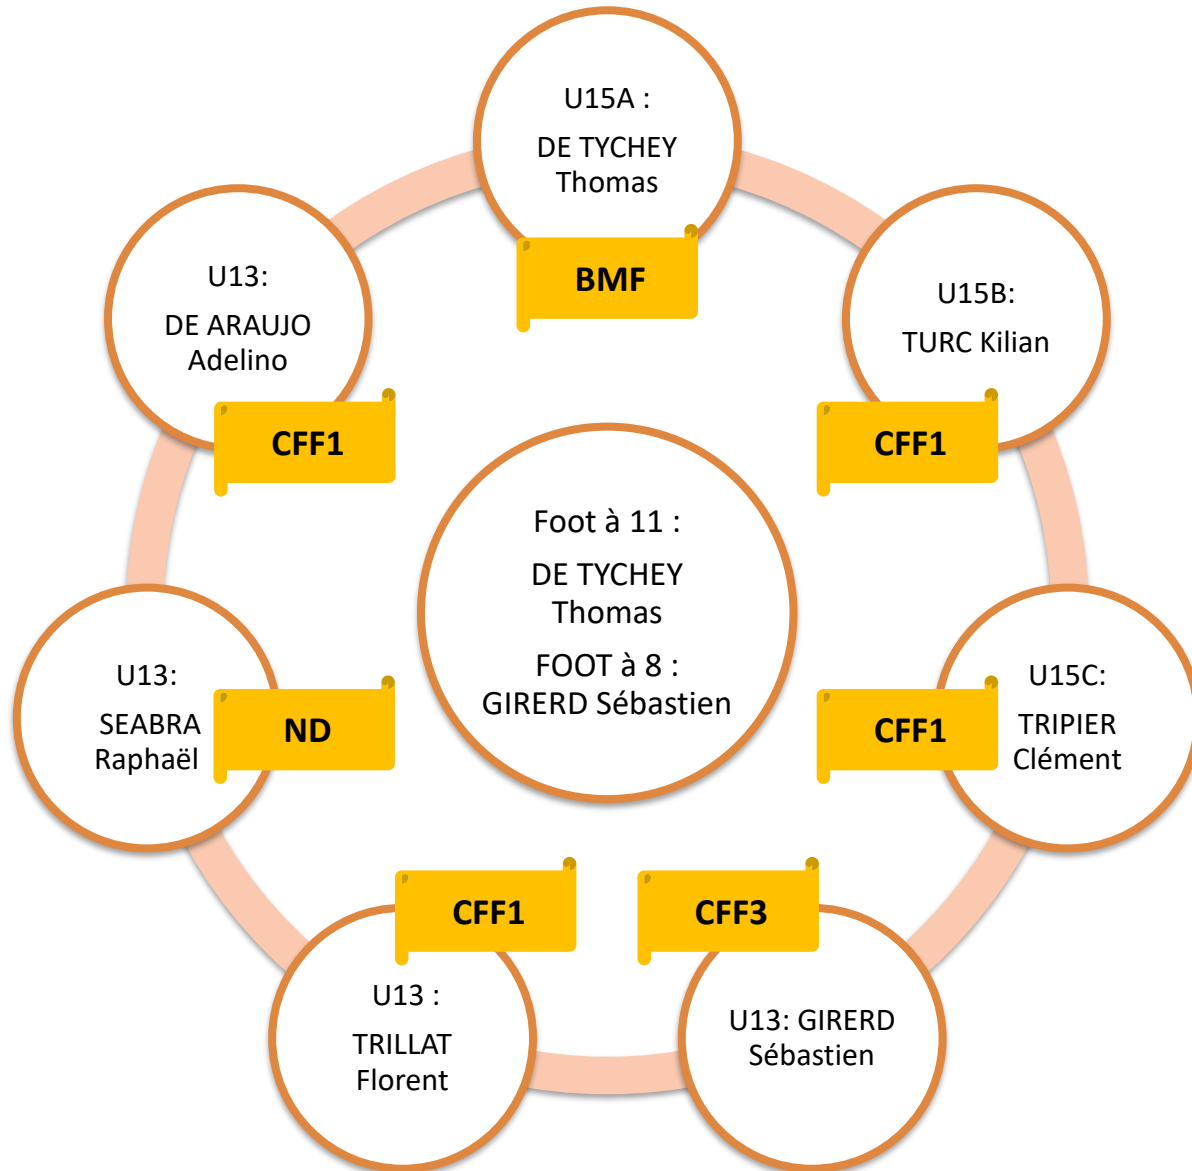 U15A :
DE TYCHEY
Thomas
BMF
U15B:
TURC Kilian
CFF1
U15C:
TRIPIER
Clément
CFF1
U13: GIRERD
Sébastien
CFF3
U13 :
TRILLAT
Florent
CFF1
U13:
SEABRA
Raphaël
ND
U13:
DE ARAUJO
Adelino
CFF1
Foot à 11 :
DE TYCHEY
Thomas
FOOT à 8 :
GIRERD Sébastien